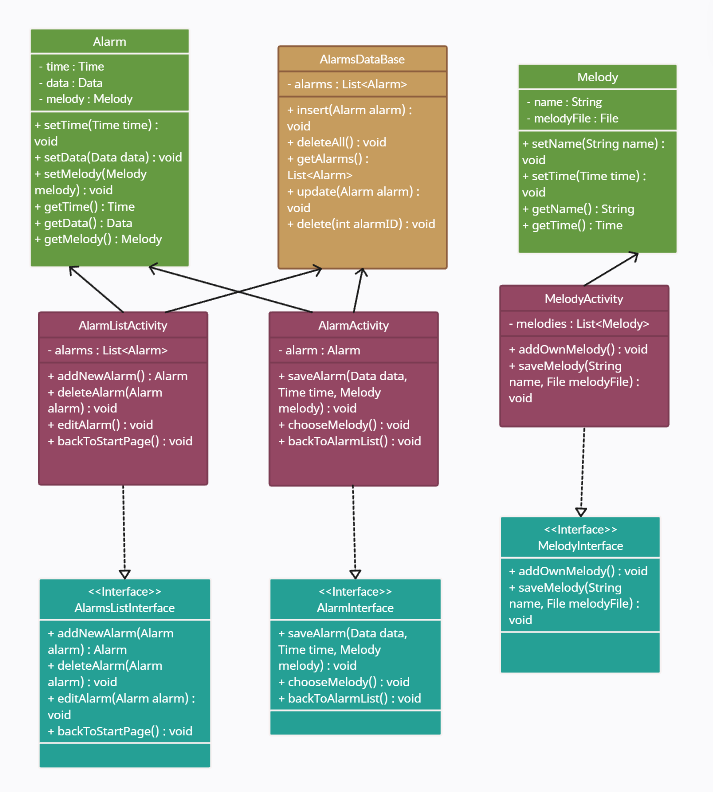 Alarm
- time : Time
- data : Data
- melody : Melody
+ setTime(Time time) :
void
+ setData(Data data) : void
+ setMelody(Melody
melody) : void
+ getTime() : Time
+ getData() : Data
+ getMelody() : Melody
AlarmsDataBase
- alarms : List<Alarm>
+ insert(Alarm alarm) :
void
+ deleteAll() : void
+ getAlarms() :
List<Alarm>
+ update(Alarm alarm) :
void
+ delete(int alarmID) : void
Melody
- name : String
- melodyFile : File
+ setName(String name) :
void
+ setTime(Time time) :
void
+ getName() : String
+ getTime() : Time
AlarmListActivity
- alarms : List<Alarm>
+ addNewAlarm() : Alarm
+ deleteAlarm(Alarm
alarm) : void
+ editAlarm() : void
+ backToStartPage() : void
AlarmActivity
- alarm : Alarm
+ saveAlarm(Data data,
Time time, Melody
melody) : void
+ chooseMelody() : void
+ backToAlarmList() : void
MelodyActivity
- melodies : List<Melody>
+ addOwnMelody() : void
+ saveMelody(String
name, File melodyFile) :
void
<<Interface>>
AlarmsListInterface
+ addNewAlarm(Alarm
alarm) : Alarm
+ deleteAlarm(Alarm
alarm) : void
+ editAlarm(Alarm alarm) :
void
+ backToStartPage() : void
<<Interface>>
AlarmInterface
+ saveAlarm(Data data,
Time time, Melody
melody) : void
+ chooseMelody() : void
+ backToAlarmList() : void
<<Interface>>
MelodyInterface
+ addOwnMelody() : void
+ saveMelody(String
name, File melodyFile) :
void